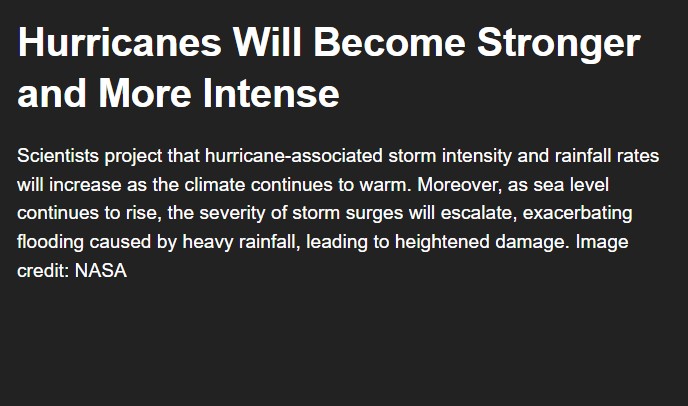 Hurricanes Will Become Stronger
and More Intense
Scientists project that hurricane-associated storm intensity and rainfall rates
will increase as the climate continues to warm. Moreover, as sea level
continues to rise, the severity of storm surges will escalate, exacerbating
flooding caused by heavy rainfall, leading to heightened damage. Image
credit: NASA